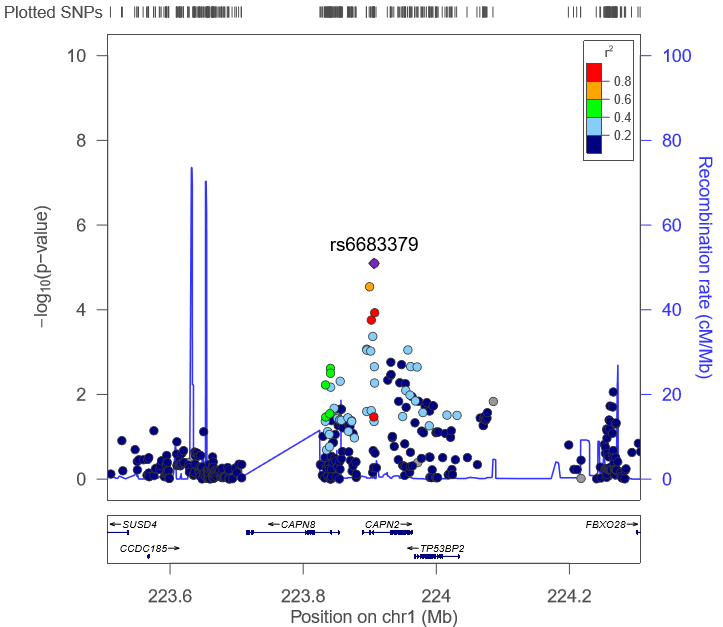 Plotted SNPs
10
8
6
4
2
0
−log10(p−value)
100
80
60
40
20
0
Recombination rate (cM/Mb)
r2
0.8
0.6
0.4
0.2
rs6683379
←SUSD4
←CAPN8
CAPN2→
FBXO28→
CCDC185→
←TP53BP2
223.6
223.8
224
224.2
Position on chr1 (Mb)